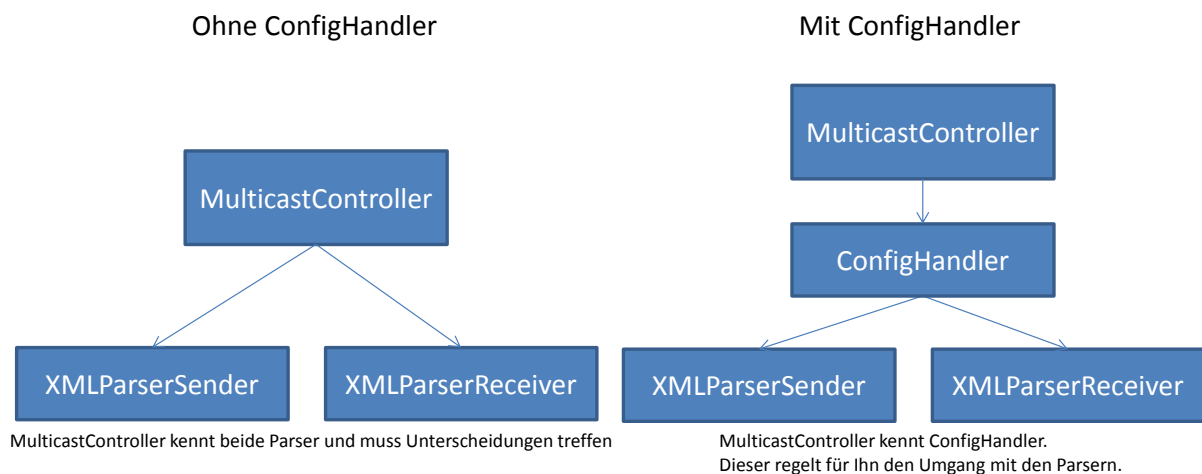 Ohne ConfigHandler
MulticastController
XMLParserSender
XMLParserReceiver
MulticastController kennt beide Parser und muss Unterscheidungen treffen
Mit ConfigHandler
MulticastController
ConfigHandler
XMLParserSender
XMLParserReceiver
MulticastController kennt ConfigHandler.
Dieser regelt für Ihn den Umgang mit den Parsern.